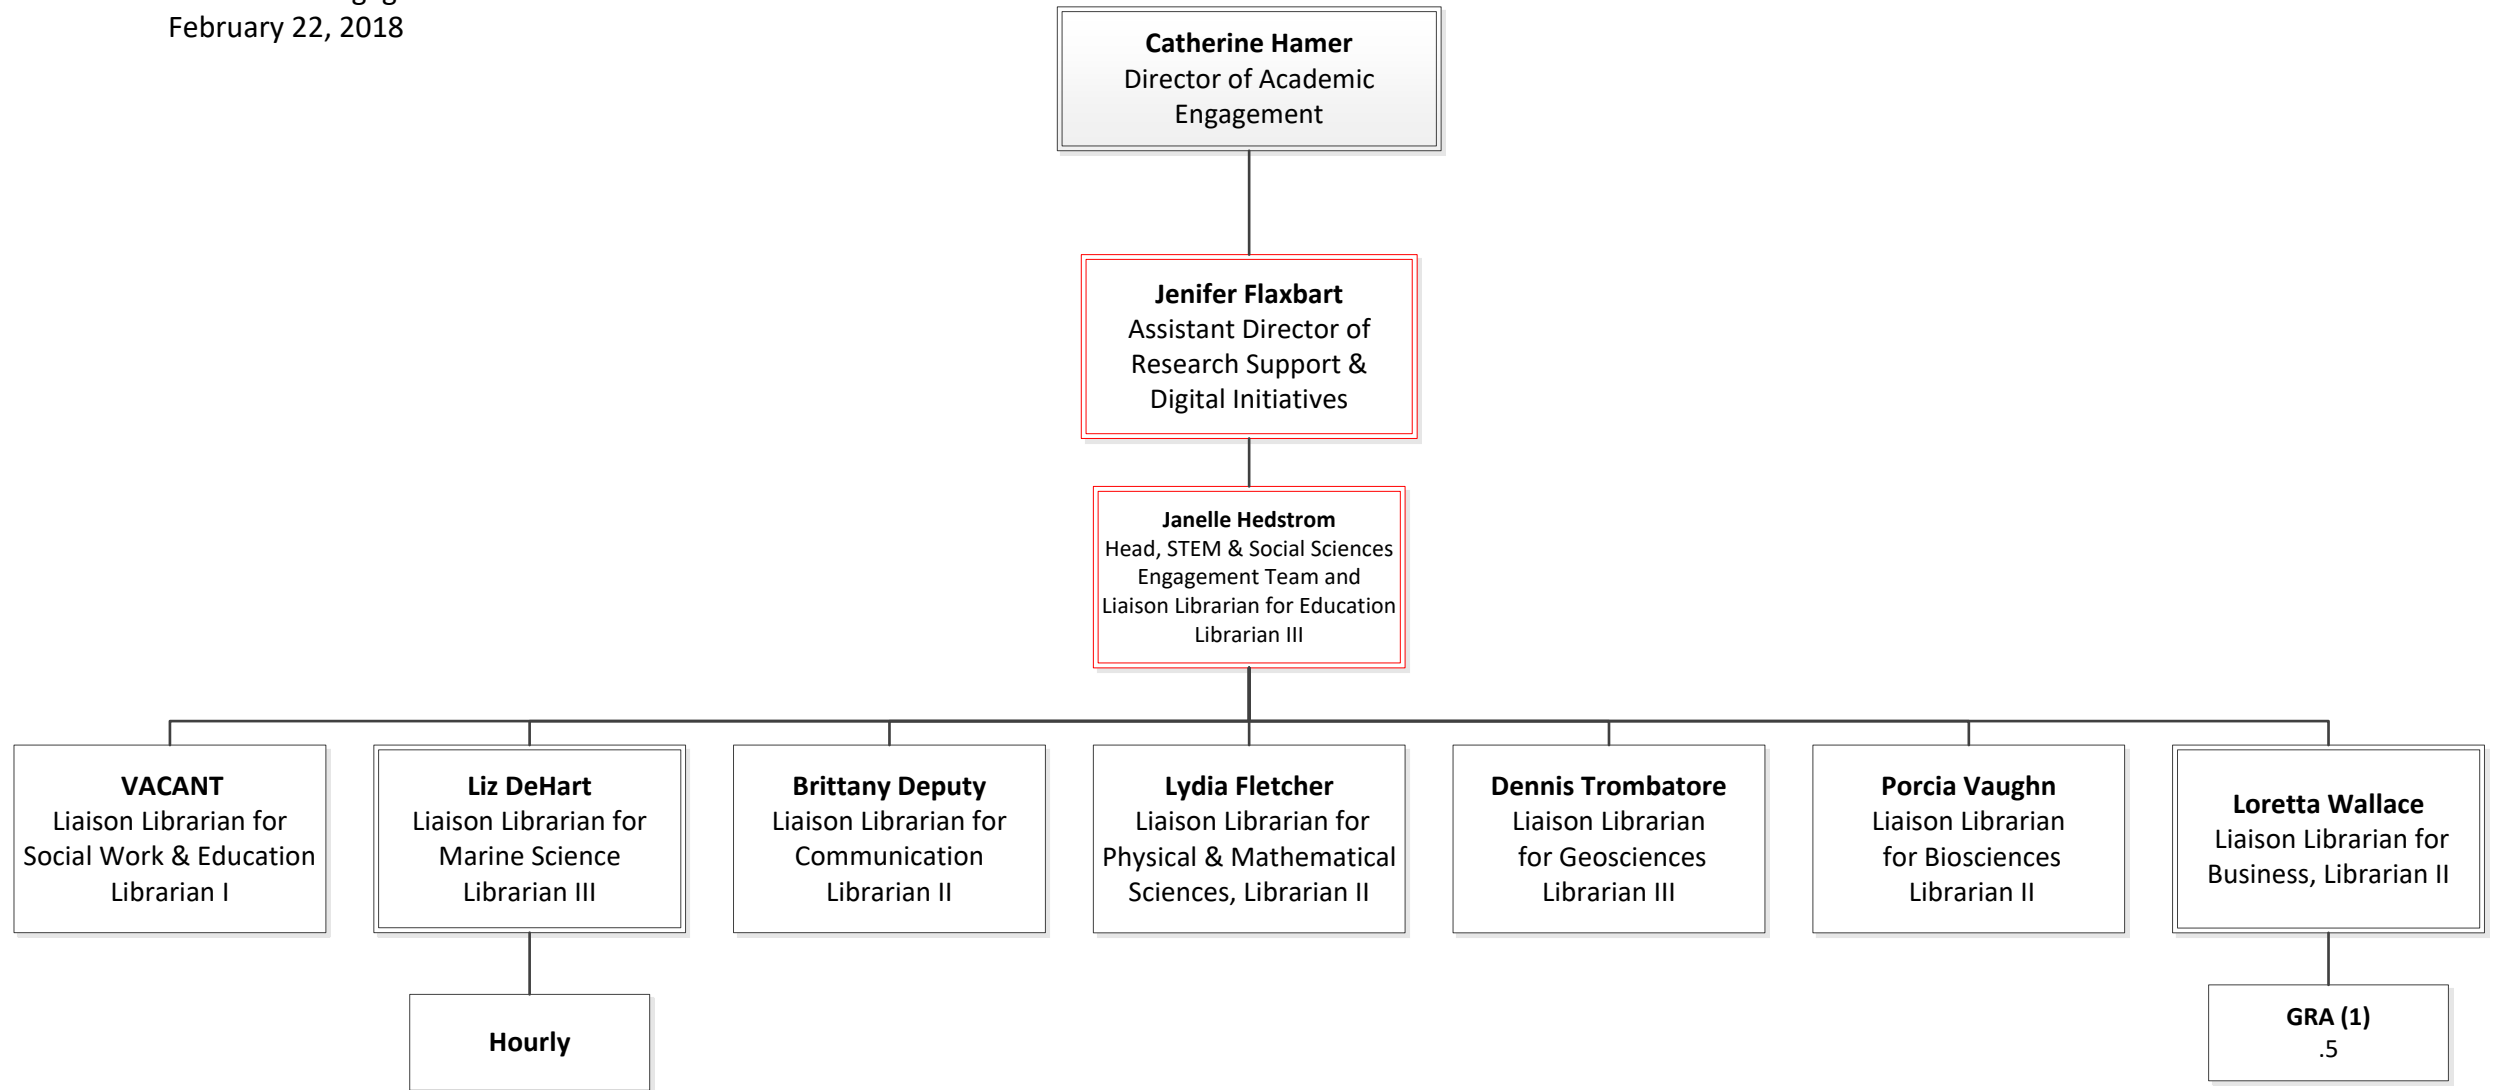 February 22, 2018
Catherine Hamer
Director of Academic
Engagement
Jenifer Flaxbart
Assistant Director of
Research Support &
Digital Initiatives
Janelle Hedstrom
Head, STEM & Social Sciences
Engagement Team and
Liaison Librarian for Education
Librarian III
VACANT
Liaison Librarian for
Social Work & Education
Librarian I
Liz DeHart
Liaison Librarian for
Marine Science
Librarian III
Brittany Deputy
Liaison Librarian for
Communication
Librarian II
Lydia Fletcher
Liaison Librarian for
Physical & Mathematical
Sciences, Librarian II
Dennis Trombatore
Liaison Librarian
for Geosciences
Librarian III
Porcia Vaughn
Liaison Librarian
for Biosciences
Librarian II
Loretta Wallace
Liaison Librarian for
Business, Librarian II
Hourly
GRA (1)
.5